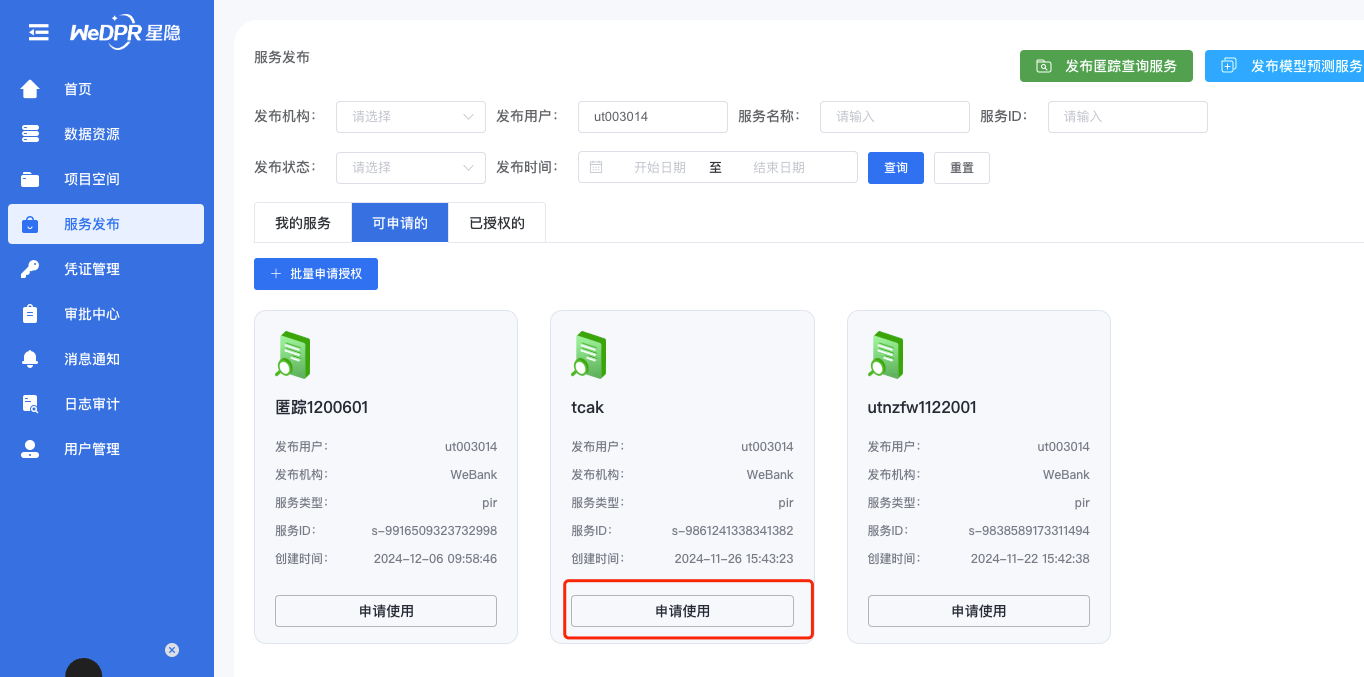 WeDPR 星隐
首页
数据资源
项目空间
服务发布
凭证管理
审批中心
消息通知
日志审计
用户管理
服务发布
发布匿踪查询服务
发布模型预测服务
发布机构： 请选择 发布用户： ut003014 服务名称： 请输入 服务ID： 请输入
发布状态： 请选择 发布时间： 开始日期 至 结束日期 查询 重置
我的服务 可申请的 已授权的
批量申请授权
匿踪1200601
发布用户： ut003014
发布机构： WeBank
服务类型： pir
服务ID： s-9916509323732998
创建时间： 2024-12-06 09:58:46
申请使用
tcak
发布用户： ut003014
发布机构： WeBank
服务类型： pir
服务ID： s-9861241338341382
创建时间： 2024-11-26 15:43:23
申请使用
utnzfw1122001
发布用户： ut003014
发布机构： WeBank
服务类型： pir
服务ID： s-9838589173311494
创建时间： 2024-11-22 15:42:38
申请使用